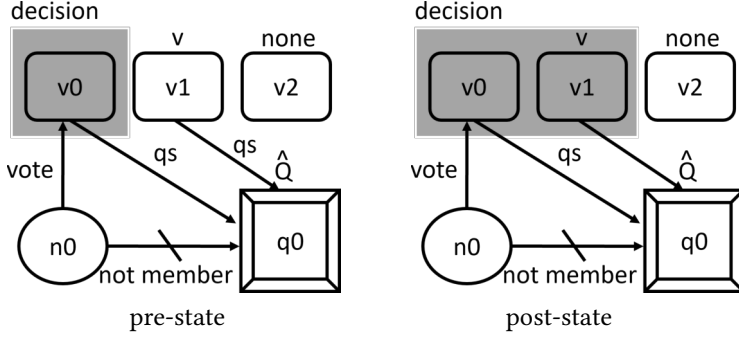 decision
v none
v0 v1 v2
qs
qs
vote
Q̂
n0 q0
not member
pre-state
decision
v none
v0 v1 v2
qs
vote
Q̂
n0 q0
not member
post-state